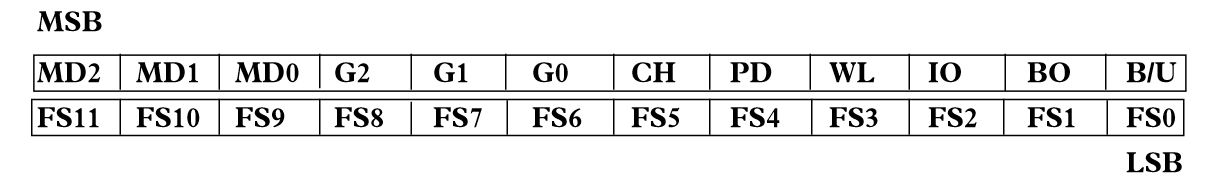 MSB
MD2 MD1 MD0 G2 G1 G0 CH PD WL IO BO B/U
FS11 FS10 FS9 FS8 FS7 FS6 FS5 FS4 FS3 FS2 FS1 FS0
LSB